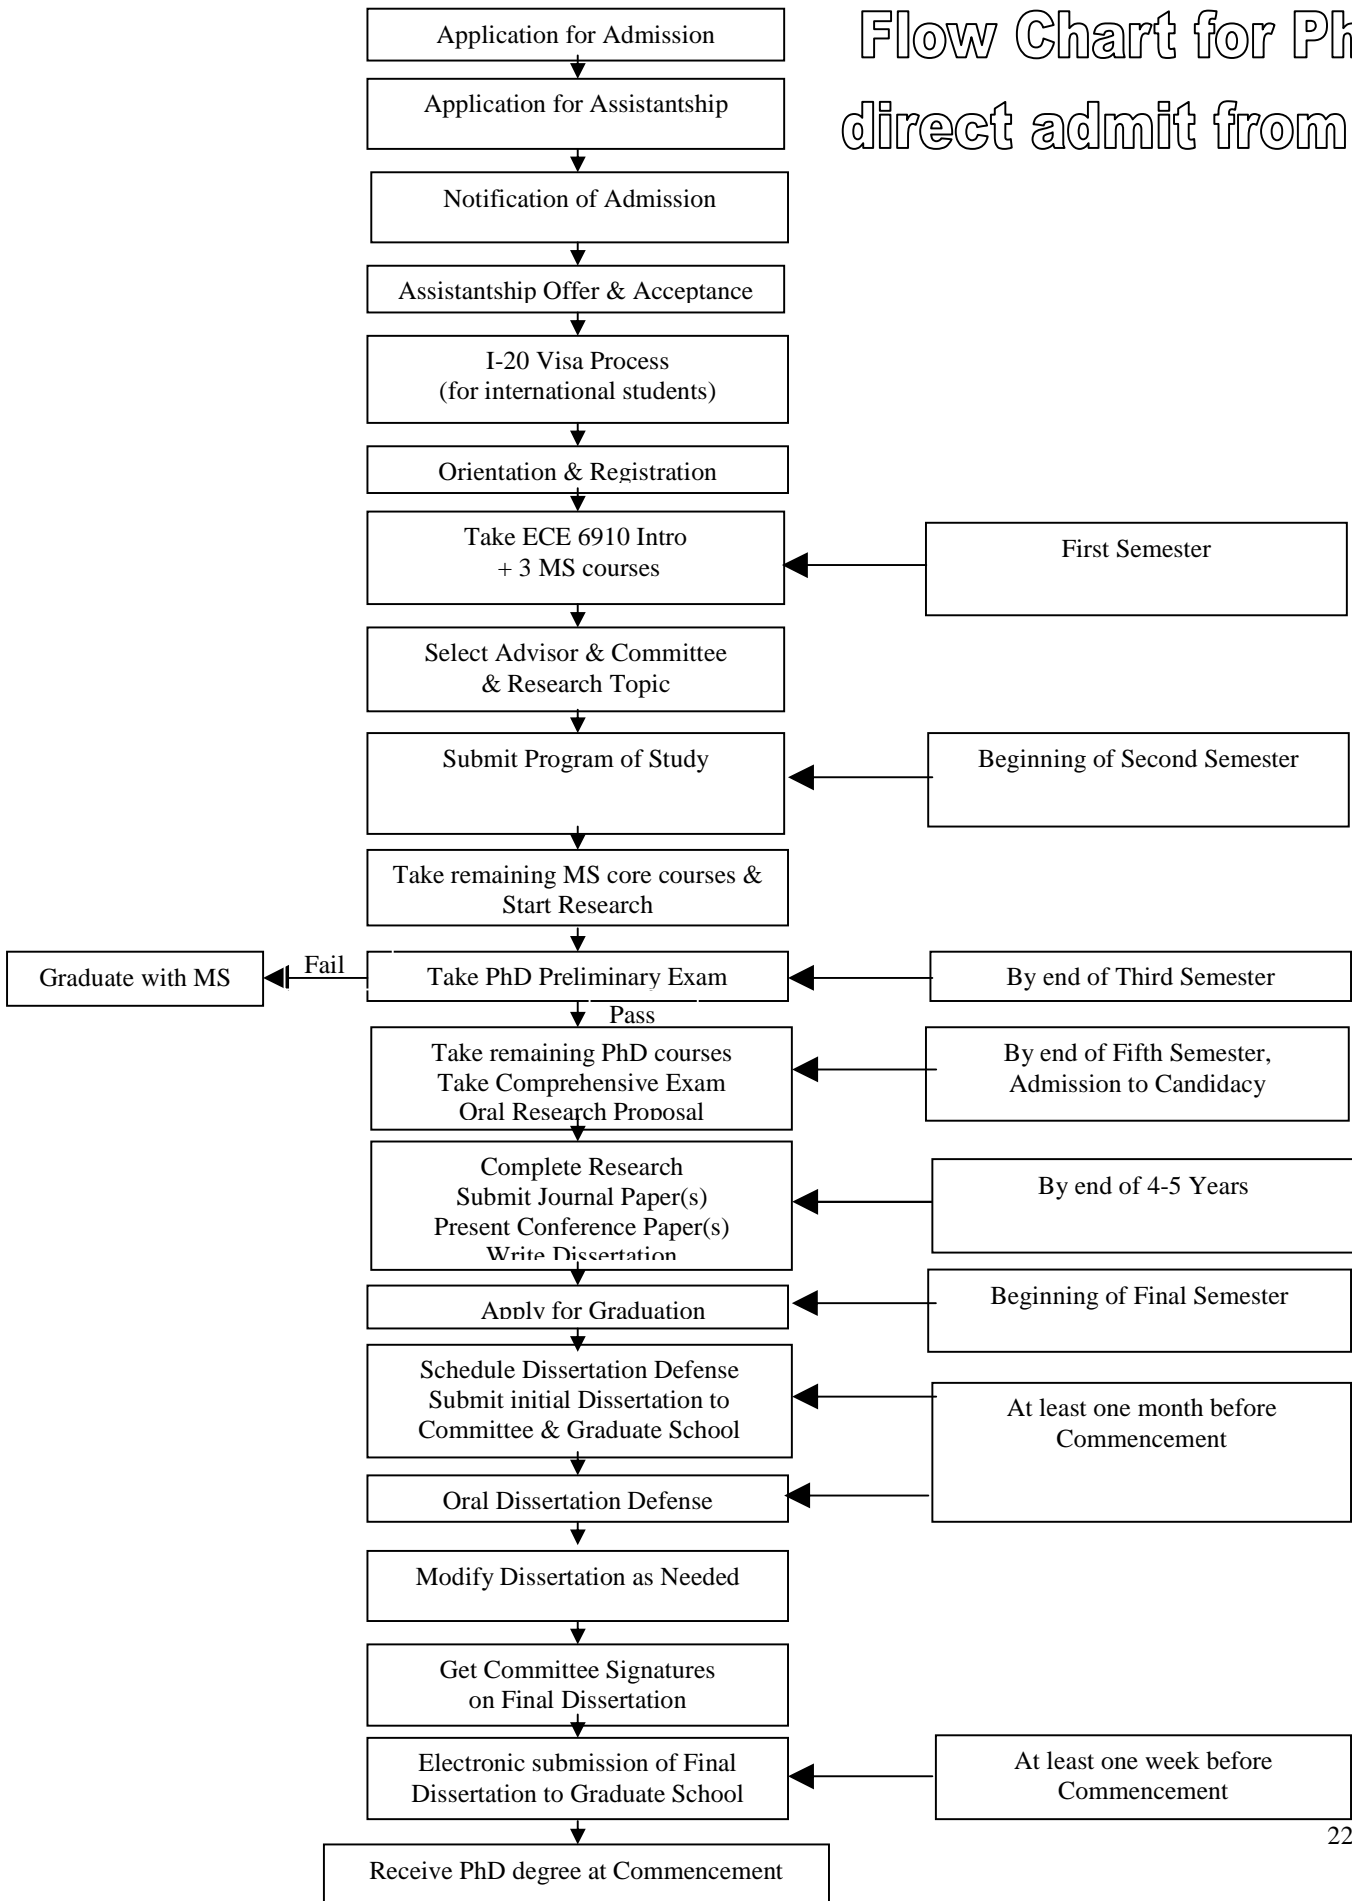 Flow Chart for Ph
direct admit from
Application for Admission
Application for Assistantship
Notification of Admission
Assistantship Offer & Acceptance
I-20 Visa Process
(for international students)
Orientation & Registration
Take ECE 6910 Intro
+ 3 MS courses
First Semester
Select Advisor & Committee
& Research Topic
Submit Program of Study
Beginning of Second Semester
Take remaining MS core courses &
Start Research
Graduate with MS
Fail
Take PhD Preliminary Exam
By end of Third Semester
Pass
Take remaining PhD courses
Take Comprehensive Exam
Oral Research Proposal
By end of Fifth Semester,
Admission to Candidacy
Complete Research
Submit Journal Paper(s)
Present Conference Paper(s)
Write Dissertation
By end of 4-5 Years
Apply for Graduation
Beginning of Final Semester
Schedule Dissertation Defense
Submit initial Dissertation to
Committee & Graduate School
At least one month before
Commencement
Oral Dissertation Defense
Modify Dissertation as Needed
Get Committee Signatures
on Final Dissertation
Electronic submission of Final
Dissertation to Graduate School
At least one week before
Commencement
22
Receive PhD degree at Commencement